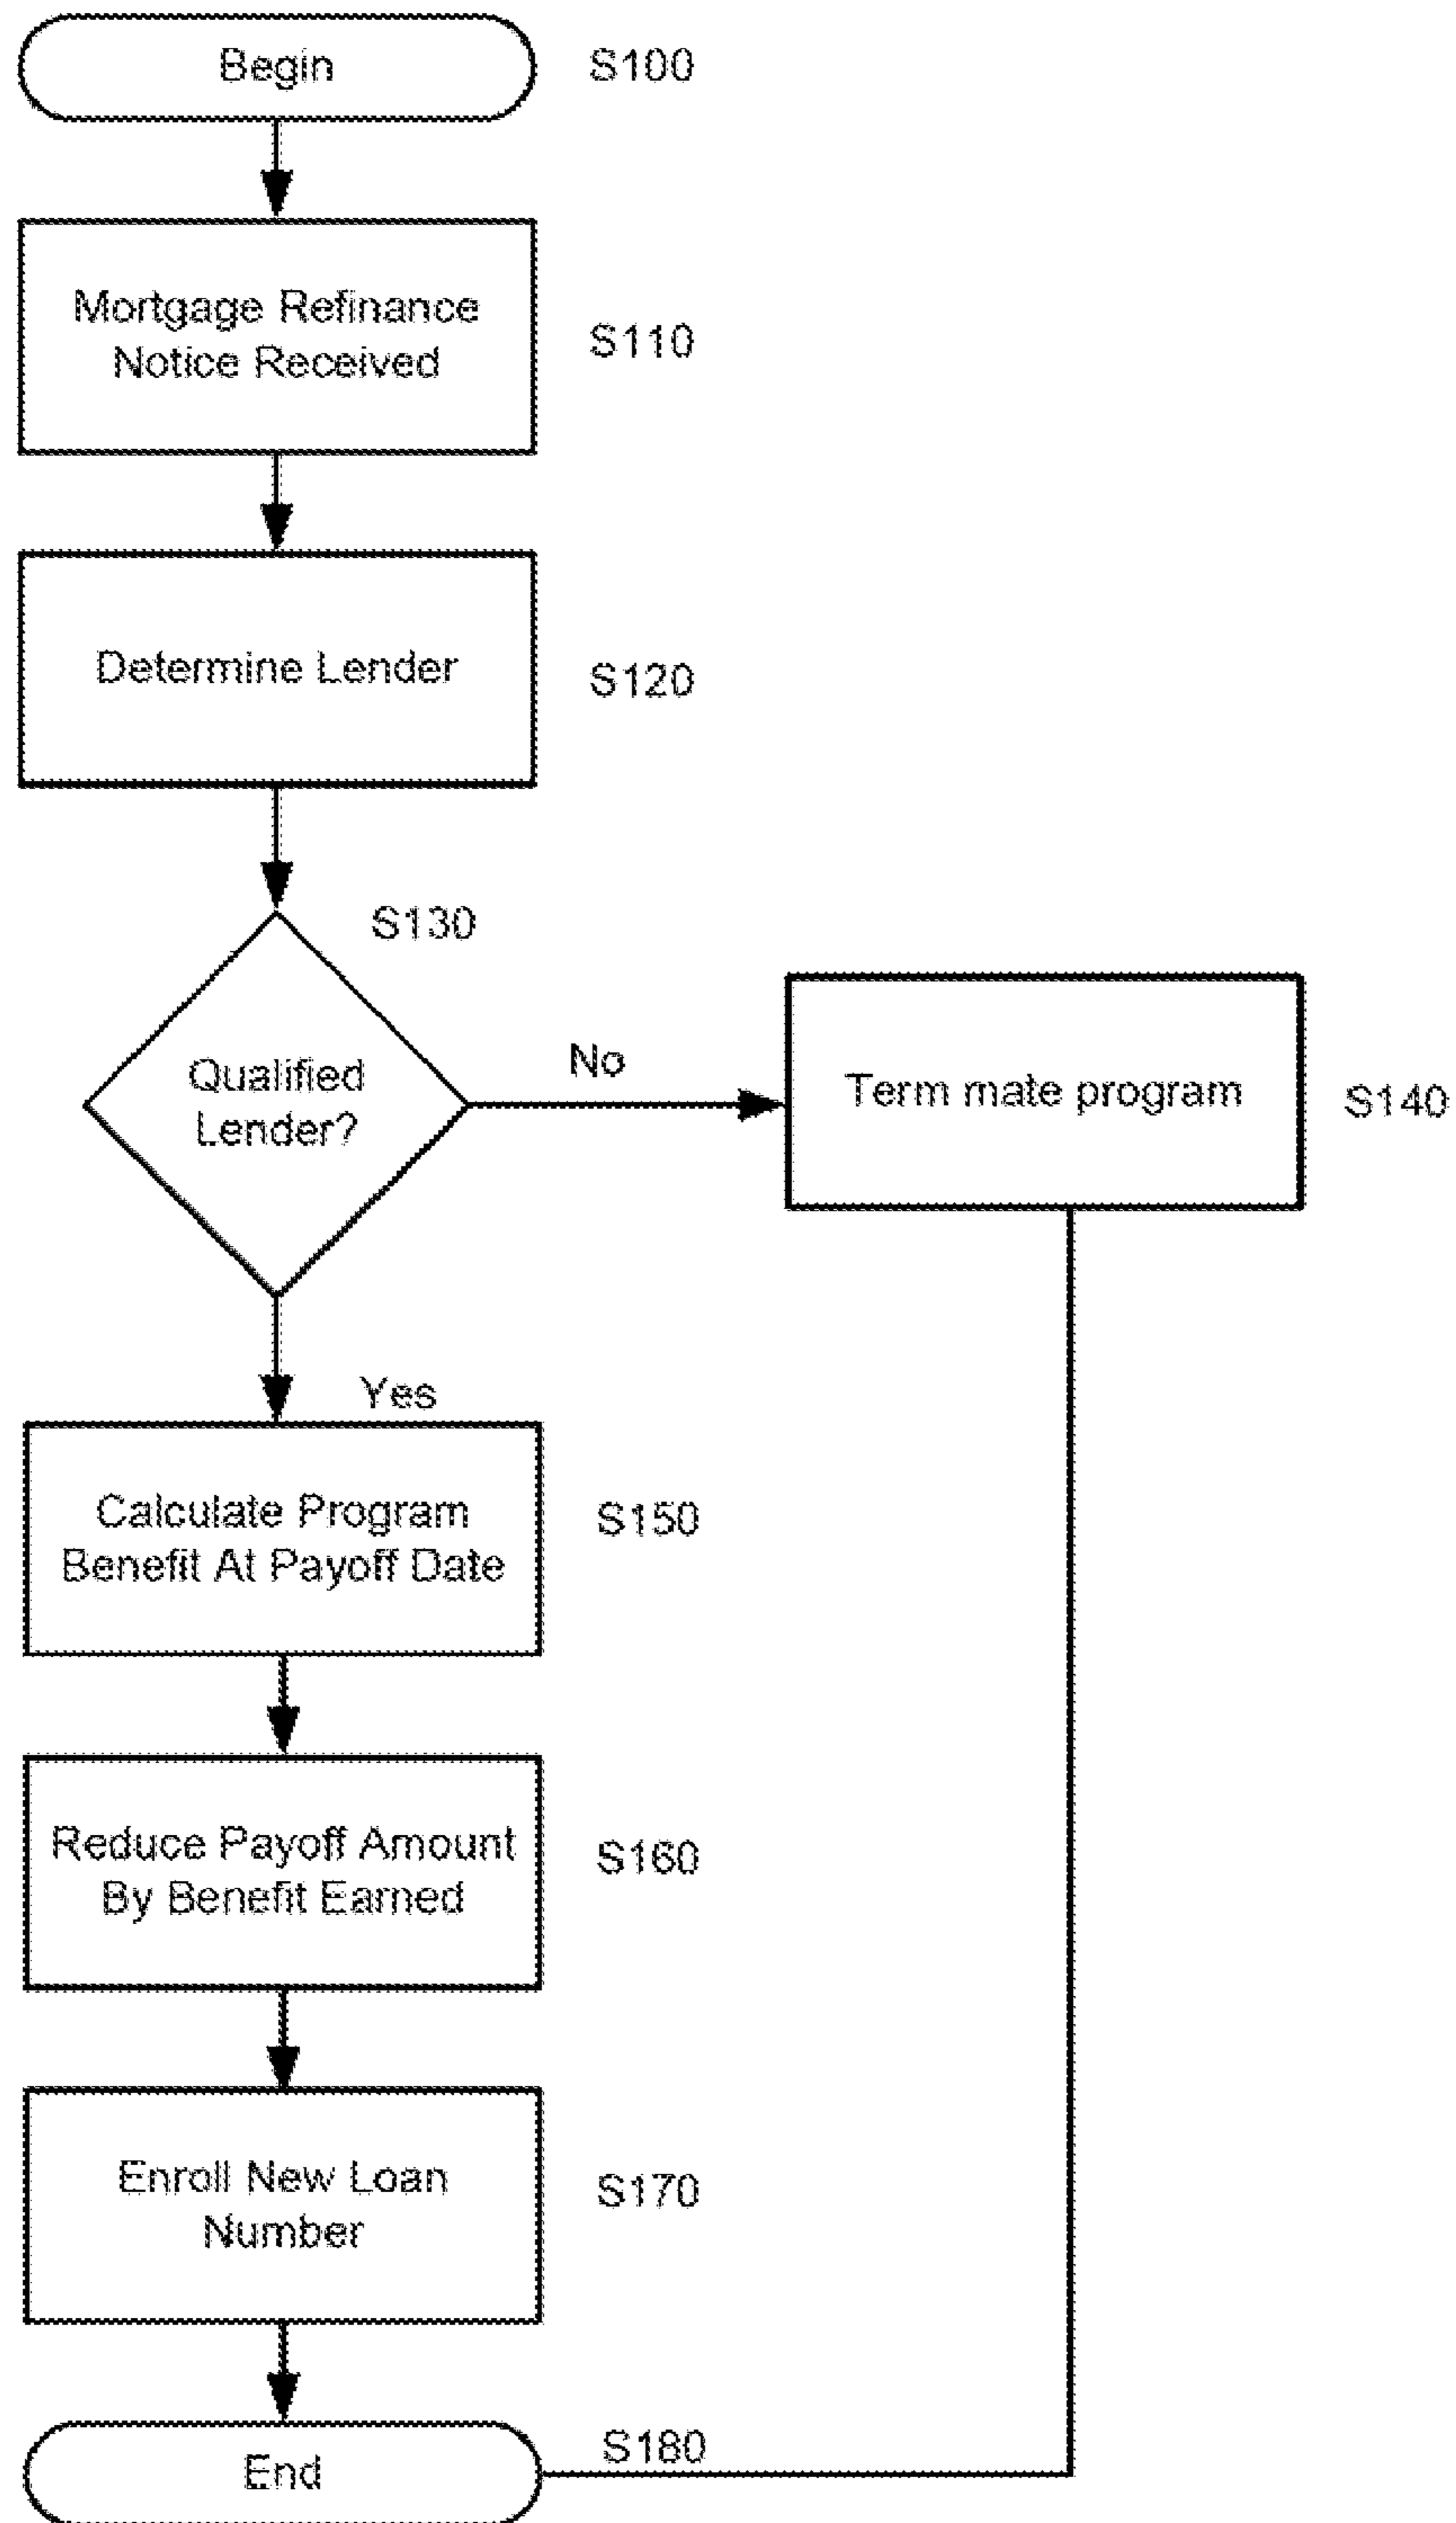 Begin
S100
Mortgage Refinance
Notice Received
S110
Determine Lender
S120
S130
Qualified
Lender?
No
Term mate program
S140
Yes
Calculate Program
Benefit At Payoff Date
S150
Reduce Payoff Amount
By Benefit Earned
S160
Enroll New Loan
Number
S170
End
S180